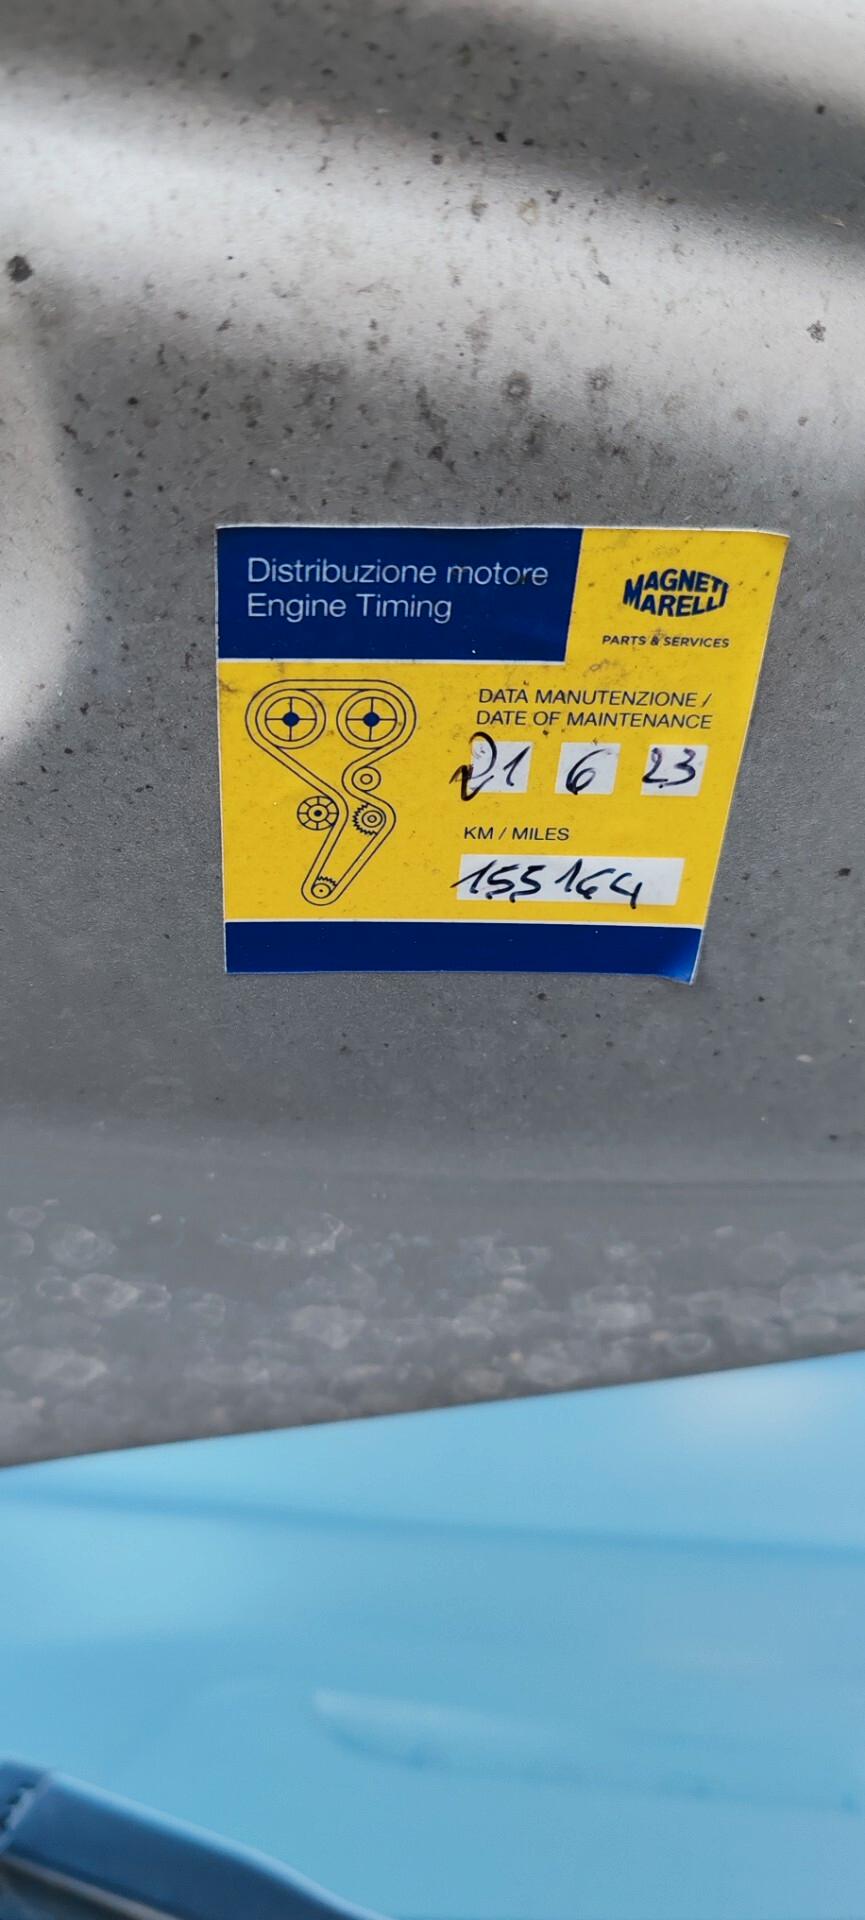 Distribuzione motore
Engine Timing
MAGNETI
MARELLI
PARTS & SERVICES
DATA MANUTENZIONE /
DATE OF MAINTENANCE
21 6 23
KM / MILES
155164